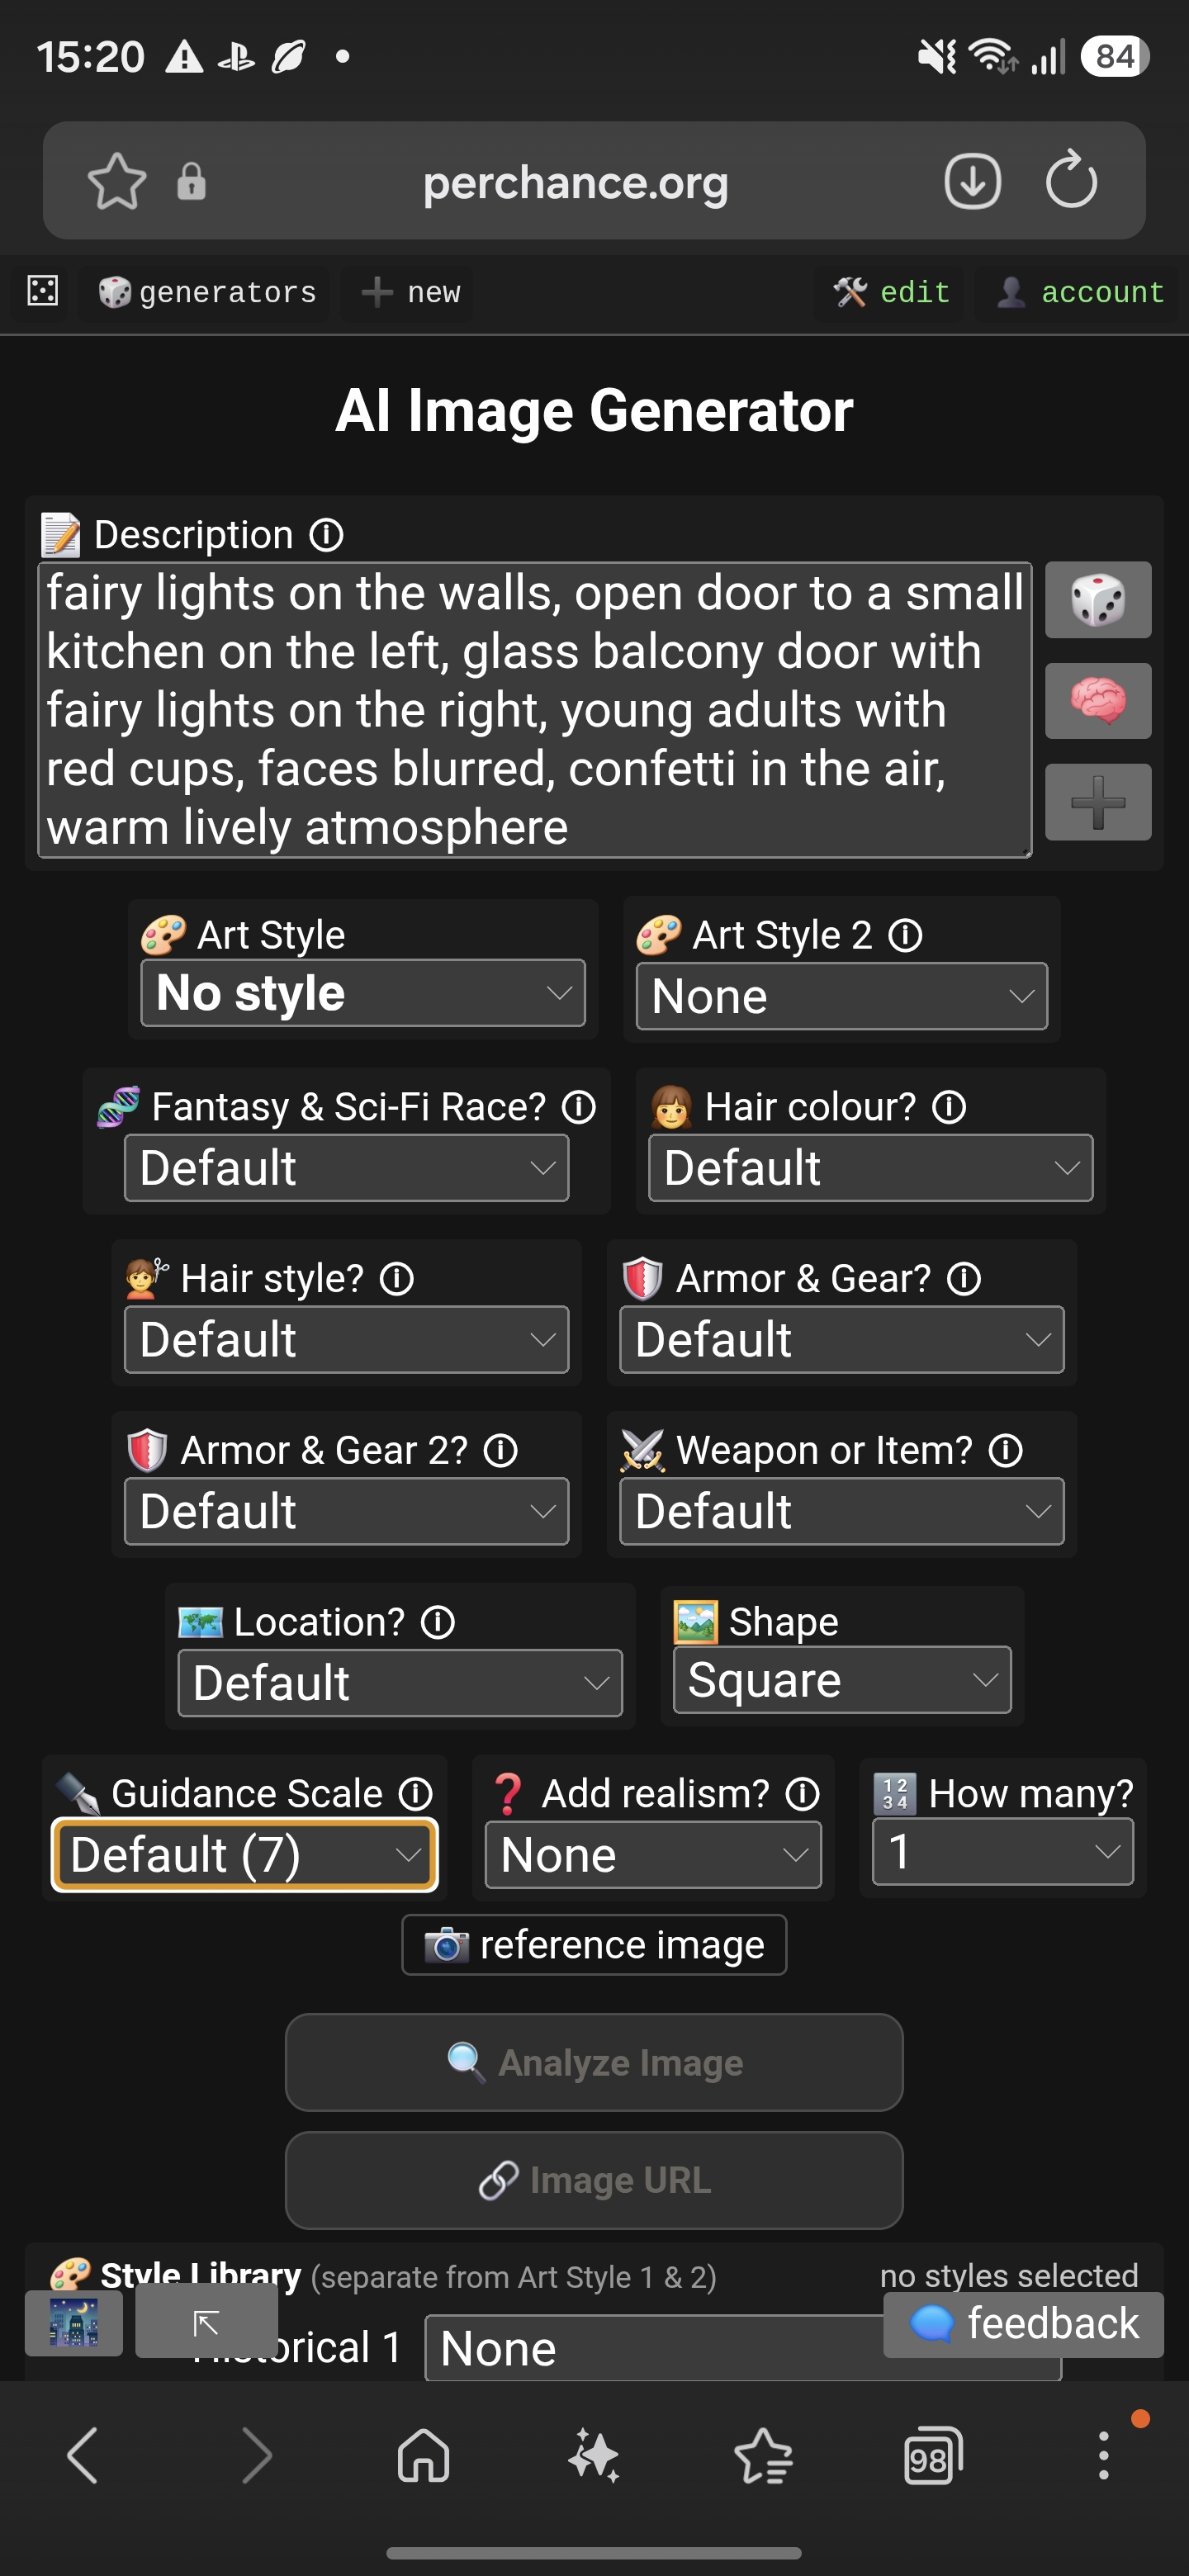 15:20
84
perchance.org
generators
new
edit
account
AI Image Generator
Description
fairy lights on the walls, open door to a small
kitchen on the left, glass balcony door with
fairy lights on the right, young adults with
red cups, faces blurred, confetti in the air,
warm lively atmosphere
Art Style
No style
Art Style 2
None
Fantasy & Sci-Fi Race?
Default
Hair colour?
Default
Hair style?
Default
Armor & Gear?
Default
Armor & Gear 2?
Default
Weapon or Item?
Default
Location?
Default
Shape
Square
Guidance Scale
Default (7)
Add realism?
None
How many?
1
reference image
Analyze Image
Image URL
Style Library (separate from Art Style 1 & 2)
no styles selected
feedback
1
None
98